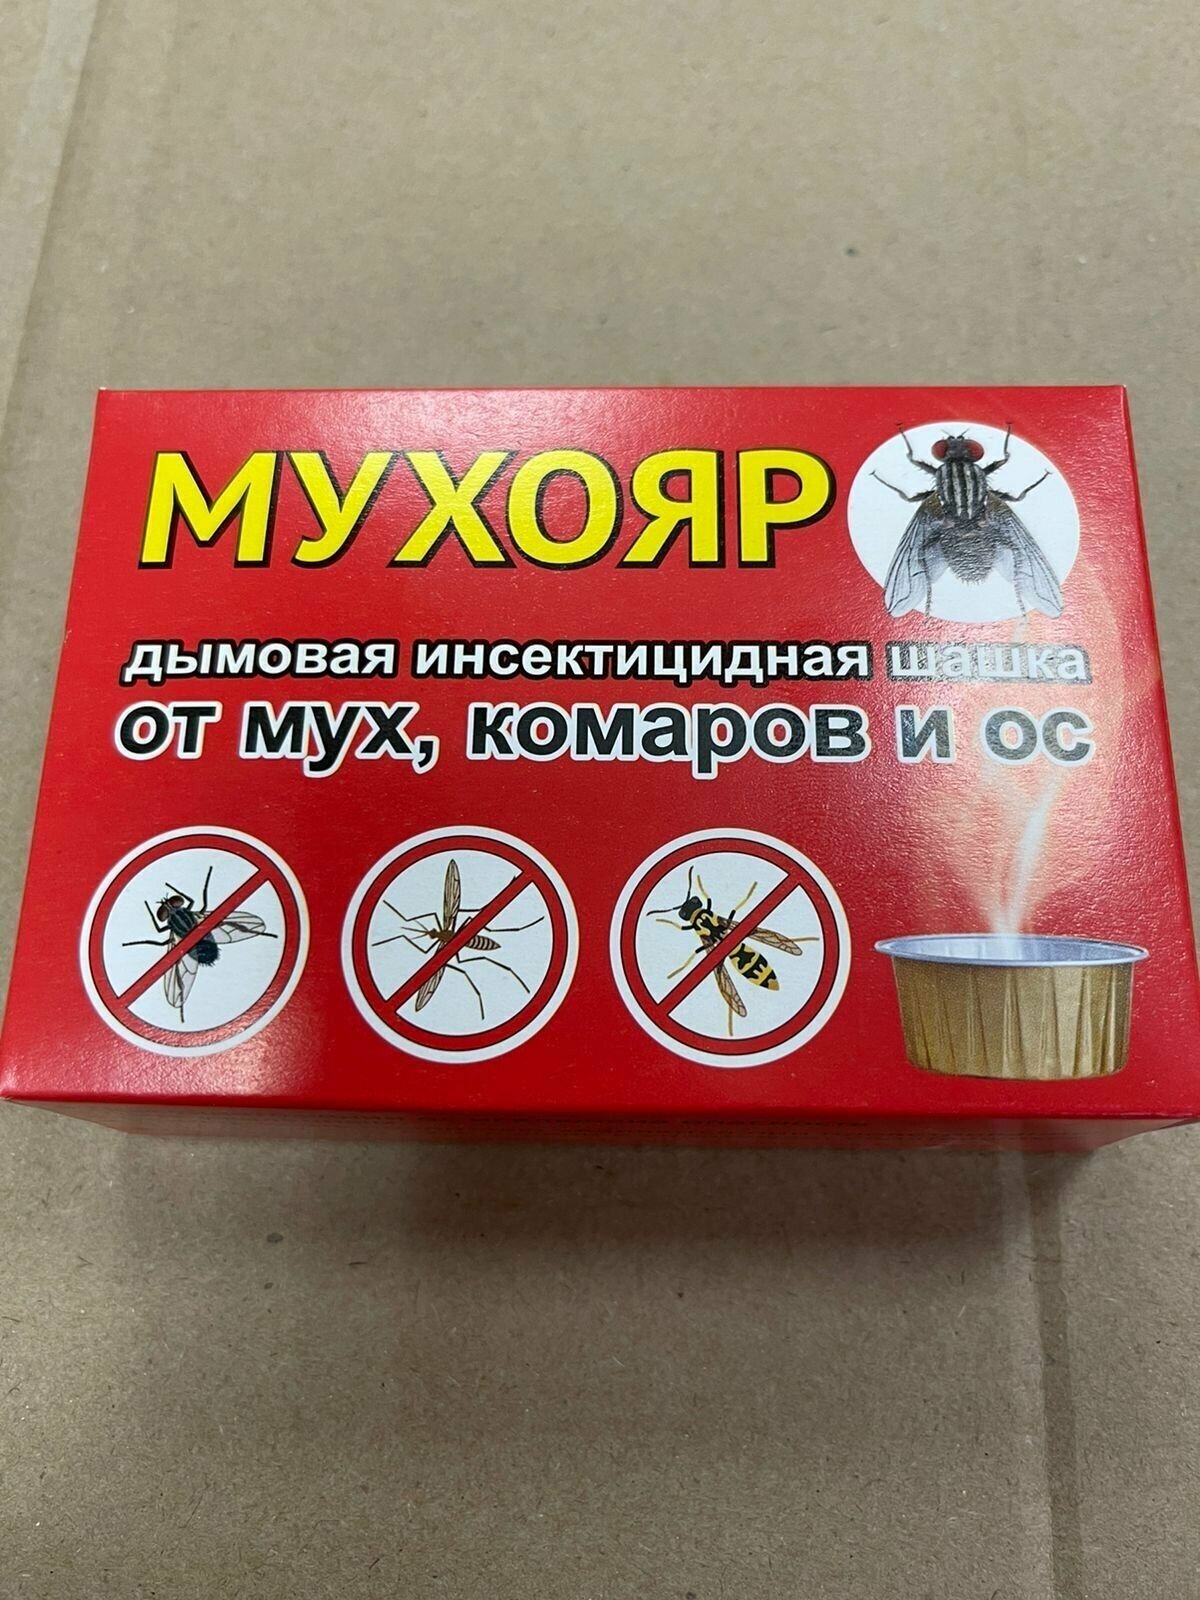 МУХОЯР
дымовая инсектицидная шашка
от мух, комаров и ос